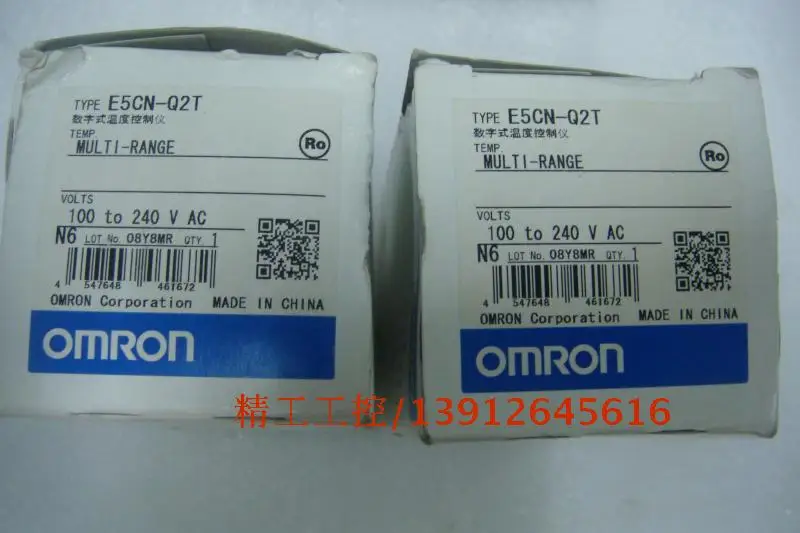 TYPE E5CN-Q2T
数字式温度控制仪
TEMP.
MULTI-RANGE
Ro
VOLTS
100 to 240 V AC
N6 LOT No. 08Y8MR QTY. 1
4 547648 461672
OMRON Corporation MADE IN CHINA
OMRON
TYPE E5CN-Q2T
数字式温度控制仪
TEMP.
MULTI-RANGE
Ro
VOLTS
100 to 240 V AC
N6 LOT No. 08Y8MR QTY. 1
4 547648 461672
OMRON Corporation MADE IN CHINA
OMRON
精工工控/13912645616